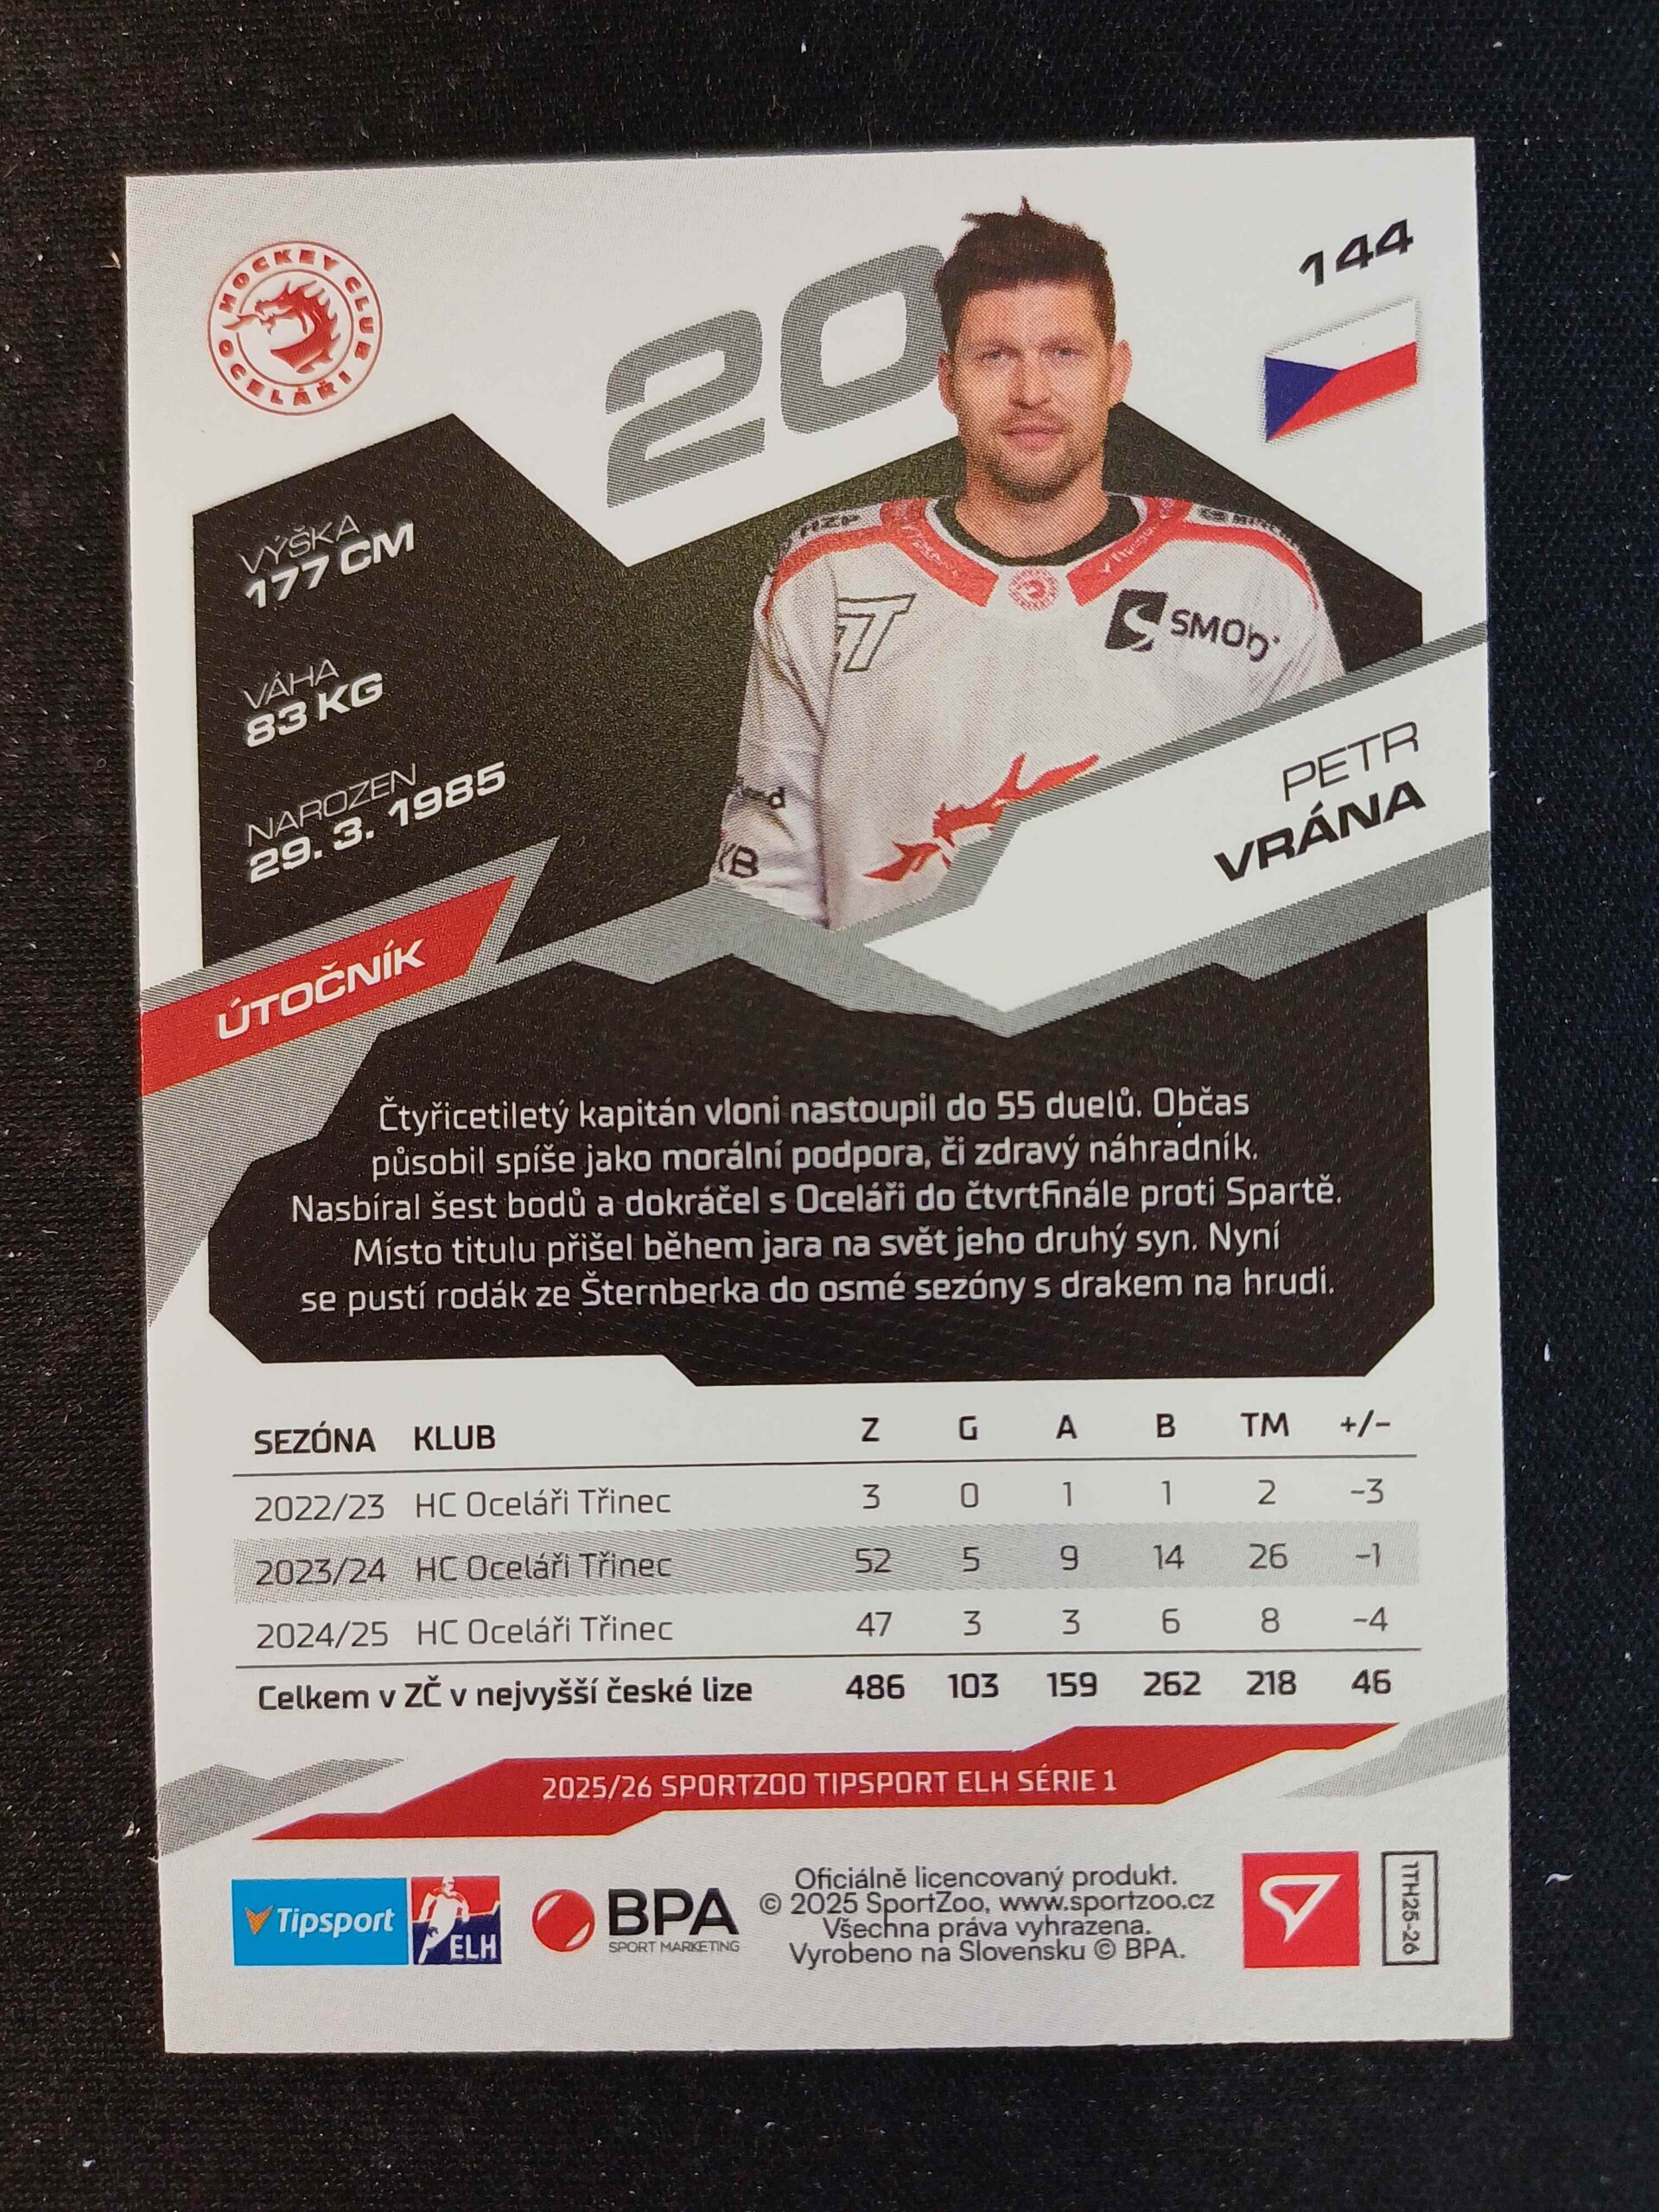 HOCKEY CLUB
OCELÁŘI
20
144
VÝŠKA
177 CM
VÁHA
83 KG
NAROZEN
29. 3. 1985
HZP
SMOb
PETR
VRÁNA
ÚTOČNÍK
Čtyřicetiletý kapitán vloni nastoupil do 55 duelů. Občas
působil spíše jako morální podpora, či zdravý náhradník.
Nasbíral šest bodů a dokráčel s Oceláři do čtvrtfinále proti Spartě.
Místo titulu přišel během jara na svět jeho druhý syn. Nyní
se pustí rodák ze Šternberka do osmé sezóny s drakem na hrudi.
SEZÓNA KLUB Z G A B TM +/-
2022/23 HC Oceláři Třinec 3 0 1 1 2 -3
2023/24 HC Oceláři Třinec 52 5 9 14 26 -1
2024/25 HC Oceláři Třinec 47 3 3 6 8 -4
Celkem v ZČ v nejvyšší české lize 486 103 159 262 218 46
2025/26 SPORTZOO TIPSPORT ELH SÉRIE 1
Tipsport
ELH
BPA
SPORT MARKETING
Oficiálně licencovaný produkt.
© 2025 SportZoo, www.sportzoo.cz
Všechna práva vyhrazena.
Vyrobeno na Slovensku © BPA.
1TH25-26